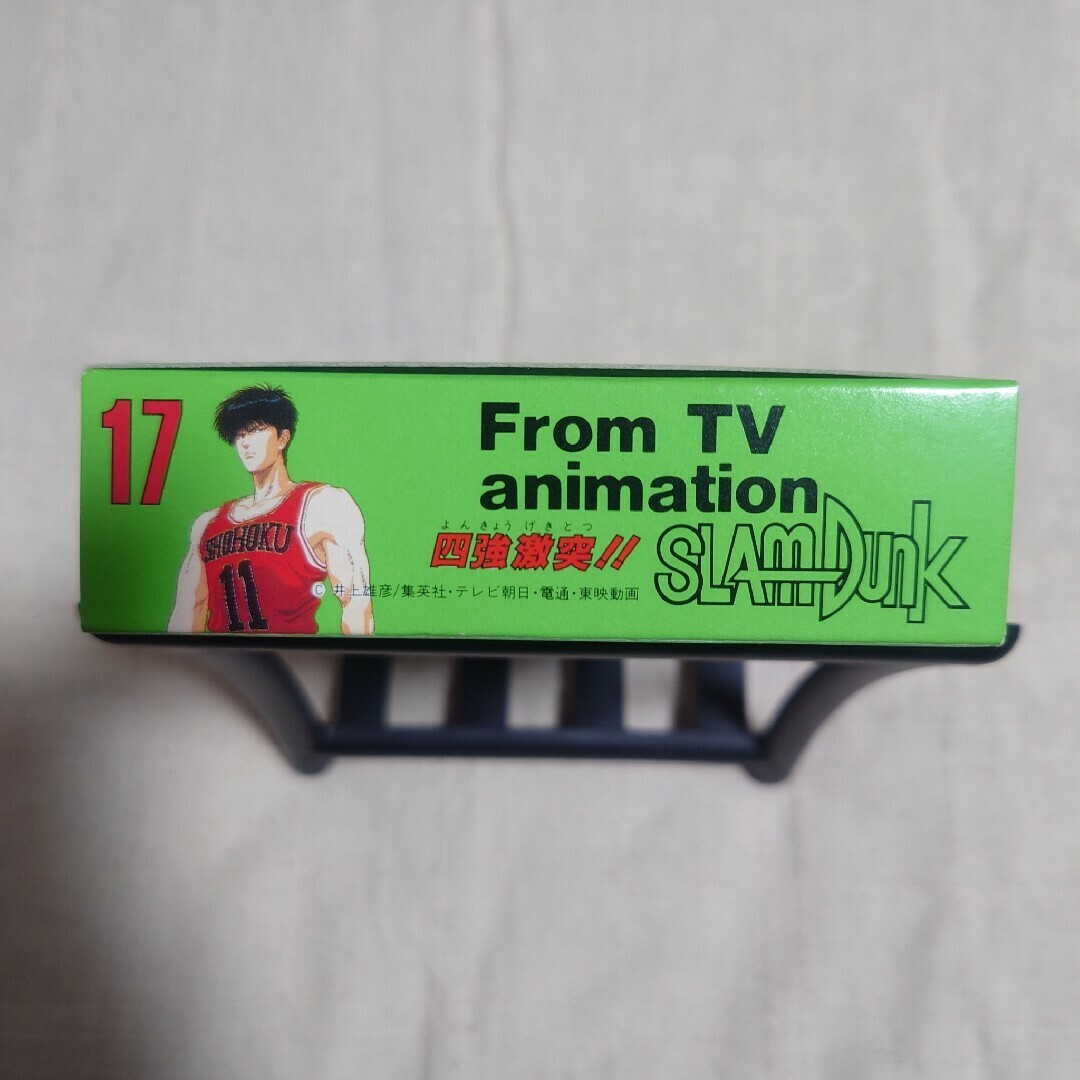 17
From TV
animation
よんきょうげきとつ
四強激突!!
SLAM DUNK
SHOHOKU
11
© 井上雄彦/集英社・テレビ朝日・電通・東映動画